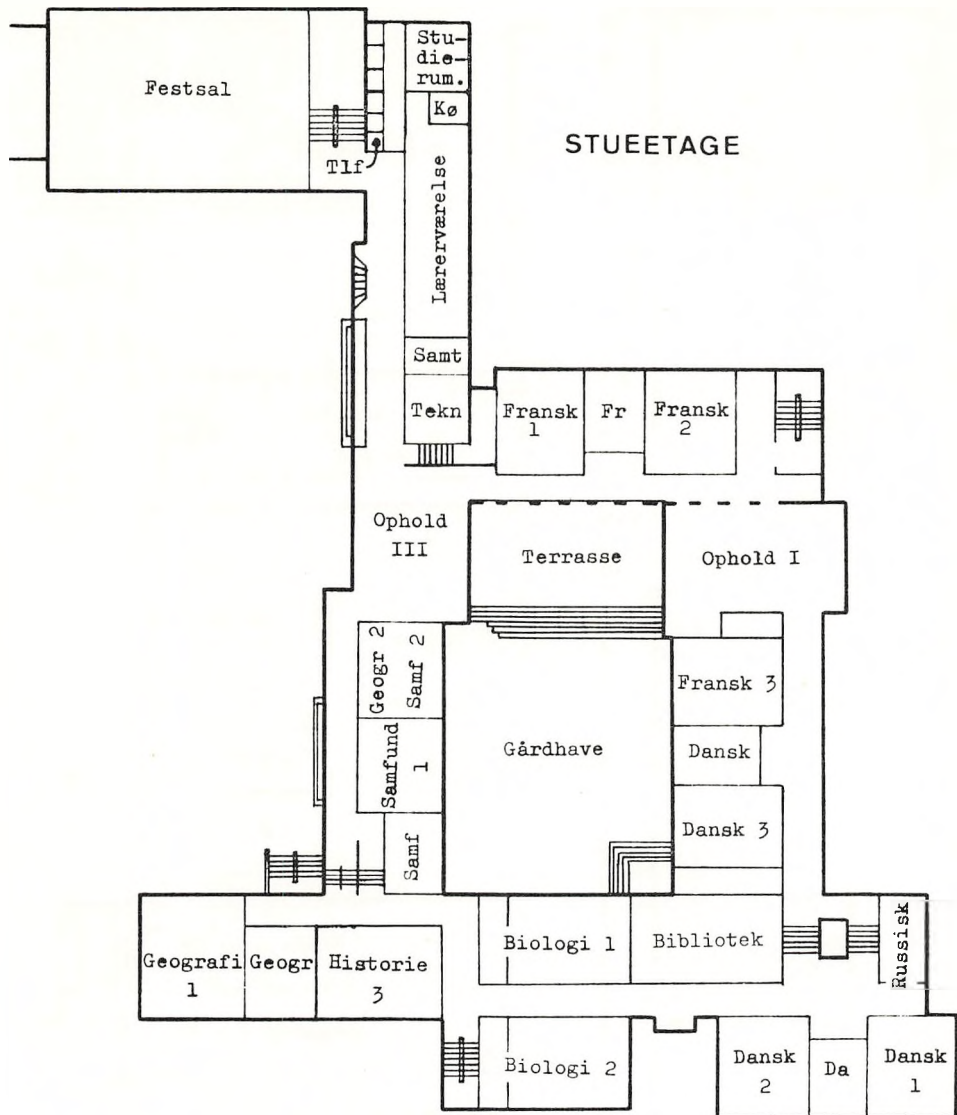 Stu-
die-
rum.
Festsal
Kø
STUEETAGE
Tlf
Lærerværelse
Samt
Tekn
Fransk
1
Fr
Fransk
2
Ophold
III
Terrasse
Ophold I
Geogr 2
Samf 2
Fransk 3
Samfund
1
Gårdhave
Dansk
Dansk 3
Samf
Geografi
1
Geogr
Historie
3
Biologi 1
Bibliotek
Russisk
Biologi 2
Dansk
2
Da
Dansk
1